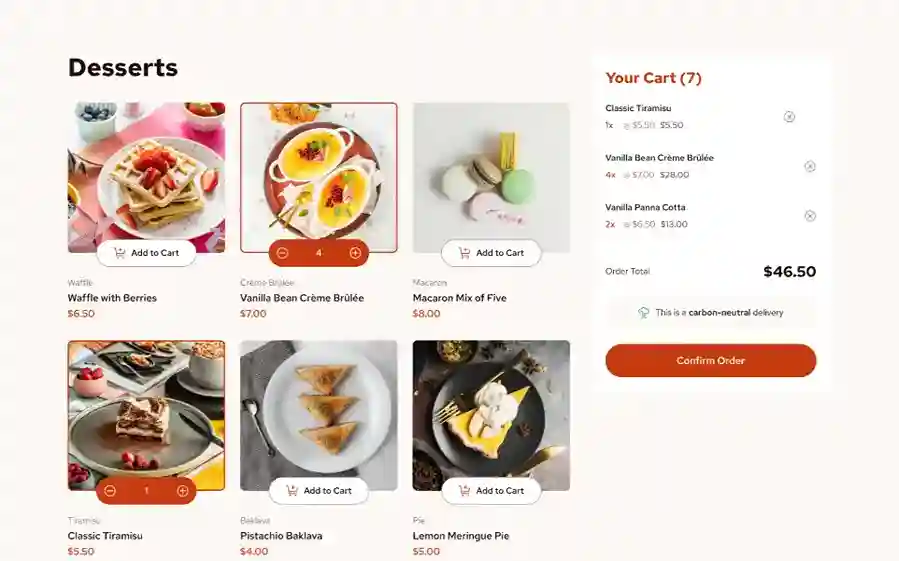 Desserts
Add to Cart
4
Add to Cart
Waffle
Waffle with Berries
$6.50
Crème Brûlée
Vanilla Bean Crème Brûlée
$7.00
Macaron
Macaron Mix of Five
$8.00
1
Add to Cart
Add to Cart
Tiramisu
Classic Tiramisu
$5.50
Baklava
Pistachio Baklava
$4.00
Pie
Lemon Meringue Pie
$5.00
Your Cart (7)
Classic Tiramisu
1x @ $5.50 $5.50
Vanilla Bean Crème Brûlée
4x @ $7.00 $28.00
Vanilla Panna Cotta
2x @ $6.50 $13.00
Order Total $46.50
This is a carbon-neutral delivery
Confirm Order